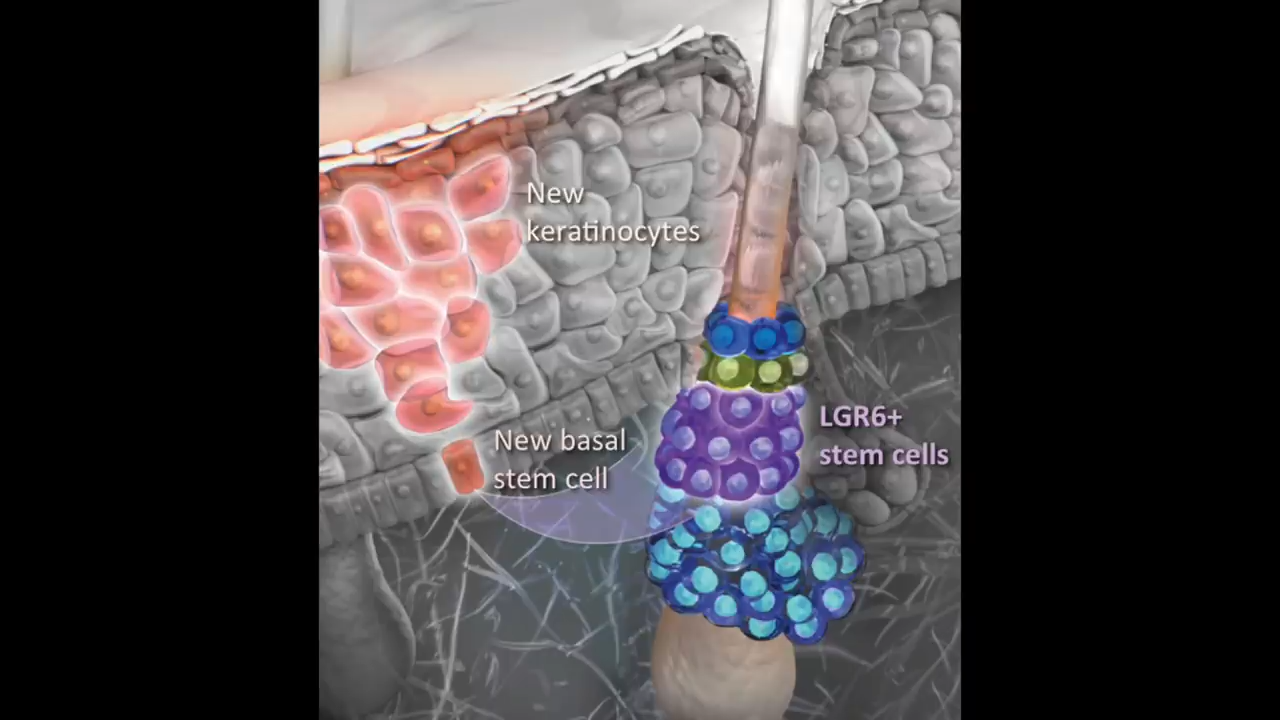 New
keratinocytes
LGR6+
stem cells
New basal
stem cell